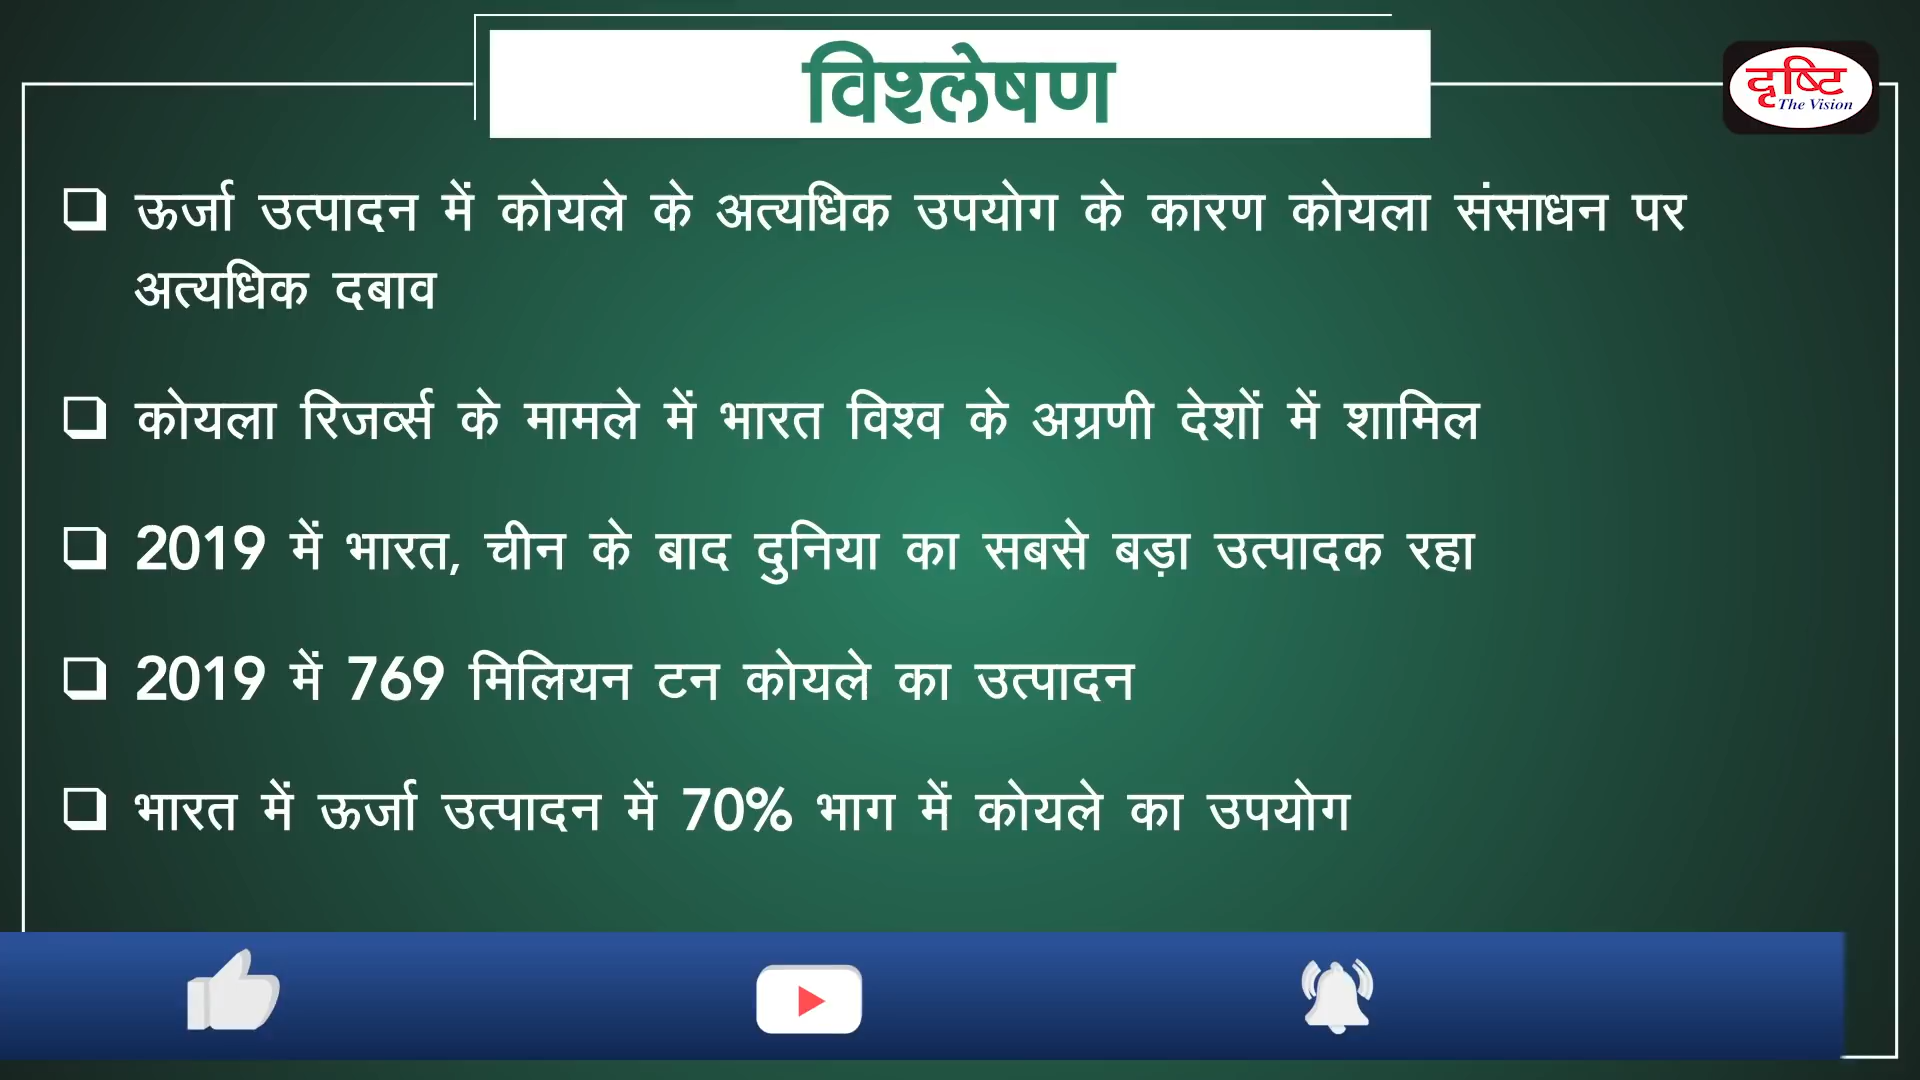 विश्लेषण
दृष्टि
The Vision
ऊर्जा उत्पादन में कोयले के अत्यधिक उपयोग के कारण कोयला संसाधन पर
अत्यधिक दबाव
कोयला रिजर्व्स के मामले में भारत विश्व के अग्रणी देशों में शामिल
2019 में भारत, चीन के बाद दुनिया का सबसे बड़ा उत्पादक रहा
2019 में 769 मिलियन टन कोयले का उत्पादन
भारत में ऊर्जा उत्पादन में 70% भाग में कोयले का उपयोग